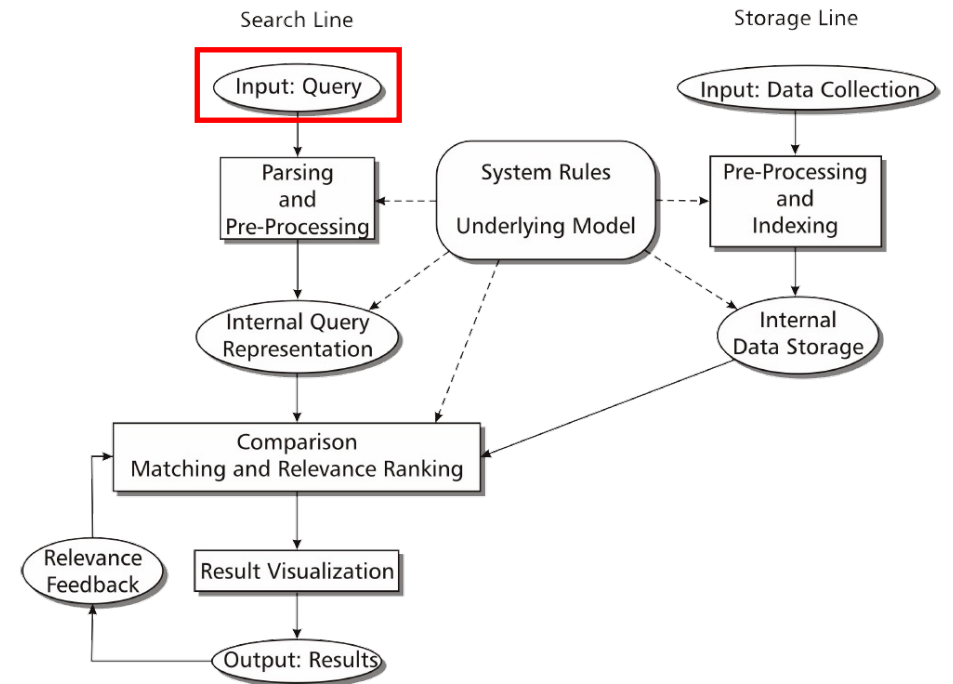 Search Line
Storage Line
Input: Query
Input: Data Collection
Parsing
and
Pre-Processing
System Rules
Underlying Model
Pre-Processing
and
Indexing
Internal Query
Representation
Internal
Data Storage
Comparison
Matching and Relevance Ranking
Relevance
Feedback
Result Visualization
Output: Results